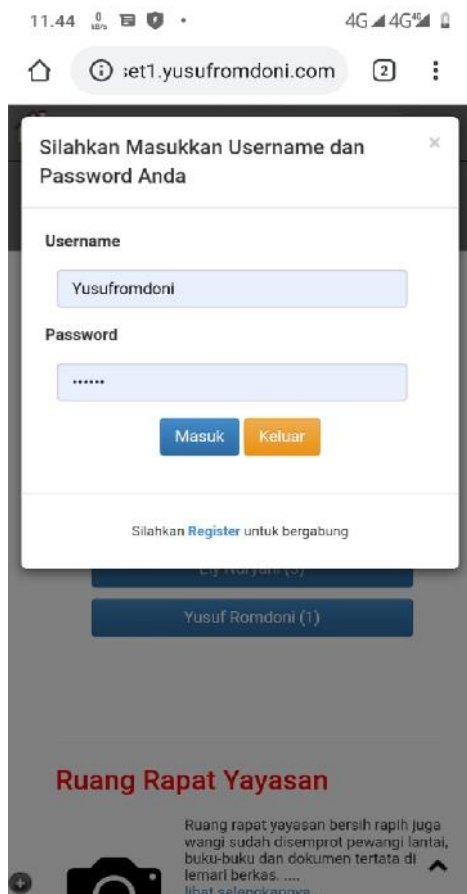 11.44 0 KB/s 4G 4G
set1.yusufromdoni.com 2
Silahkan Masukkan Username dan
Password Anda
×
Username
Yusufromdoni
Password
••••••
Masuk Keluar
Silahkan Register untuk bergabung
Yusuf Romdoni (1)
Ruang Rapat Yayasan
Ruang rapat yayasan bersih rapih juga
wangi sudah disemprot pewangi lantai,
buku-buku dan dokumen tertata di
lemari berkas. ....
lihat selengkapnya